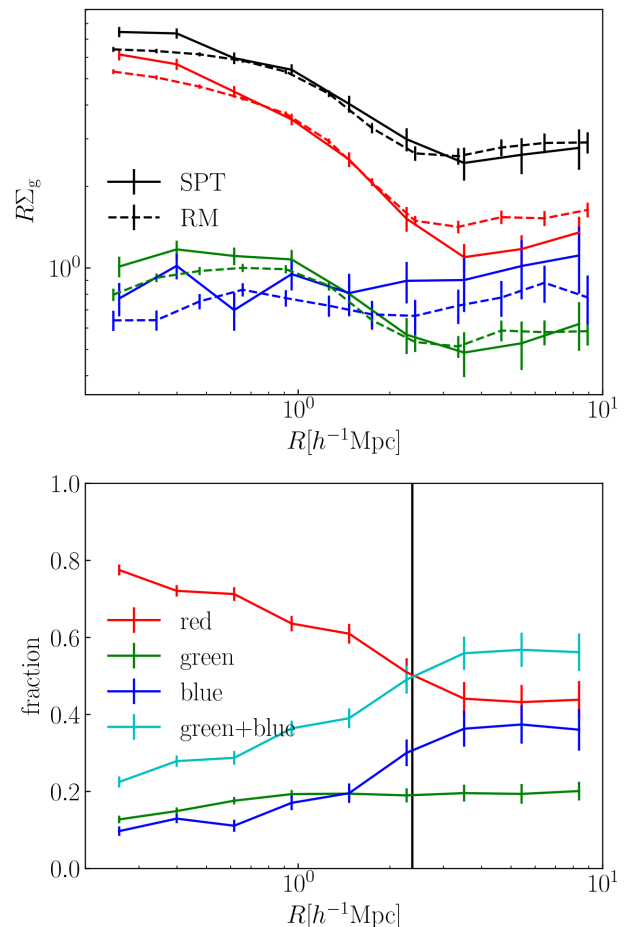 RΣg
SPT
RM
10⁰
10⁰
10¹
R[h⁻¹Mpc]
fraction
1.0
0.8
0.6
0.4
0.2
0.0
red
green
blue
green+blue
10⁰
10¹
R[h⁻¹Mpc]